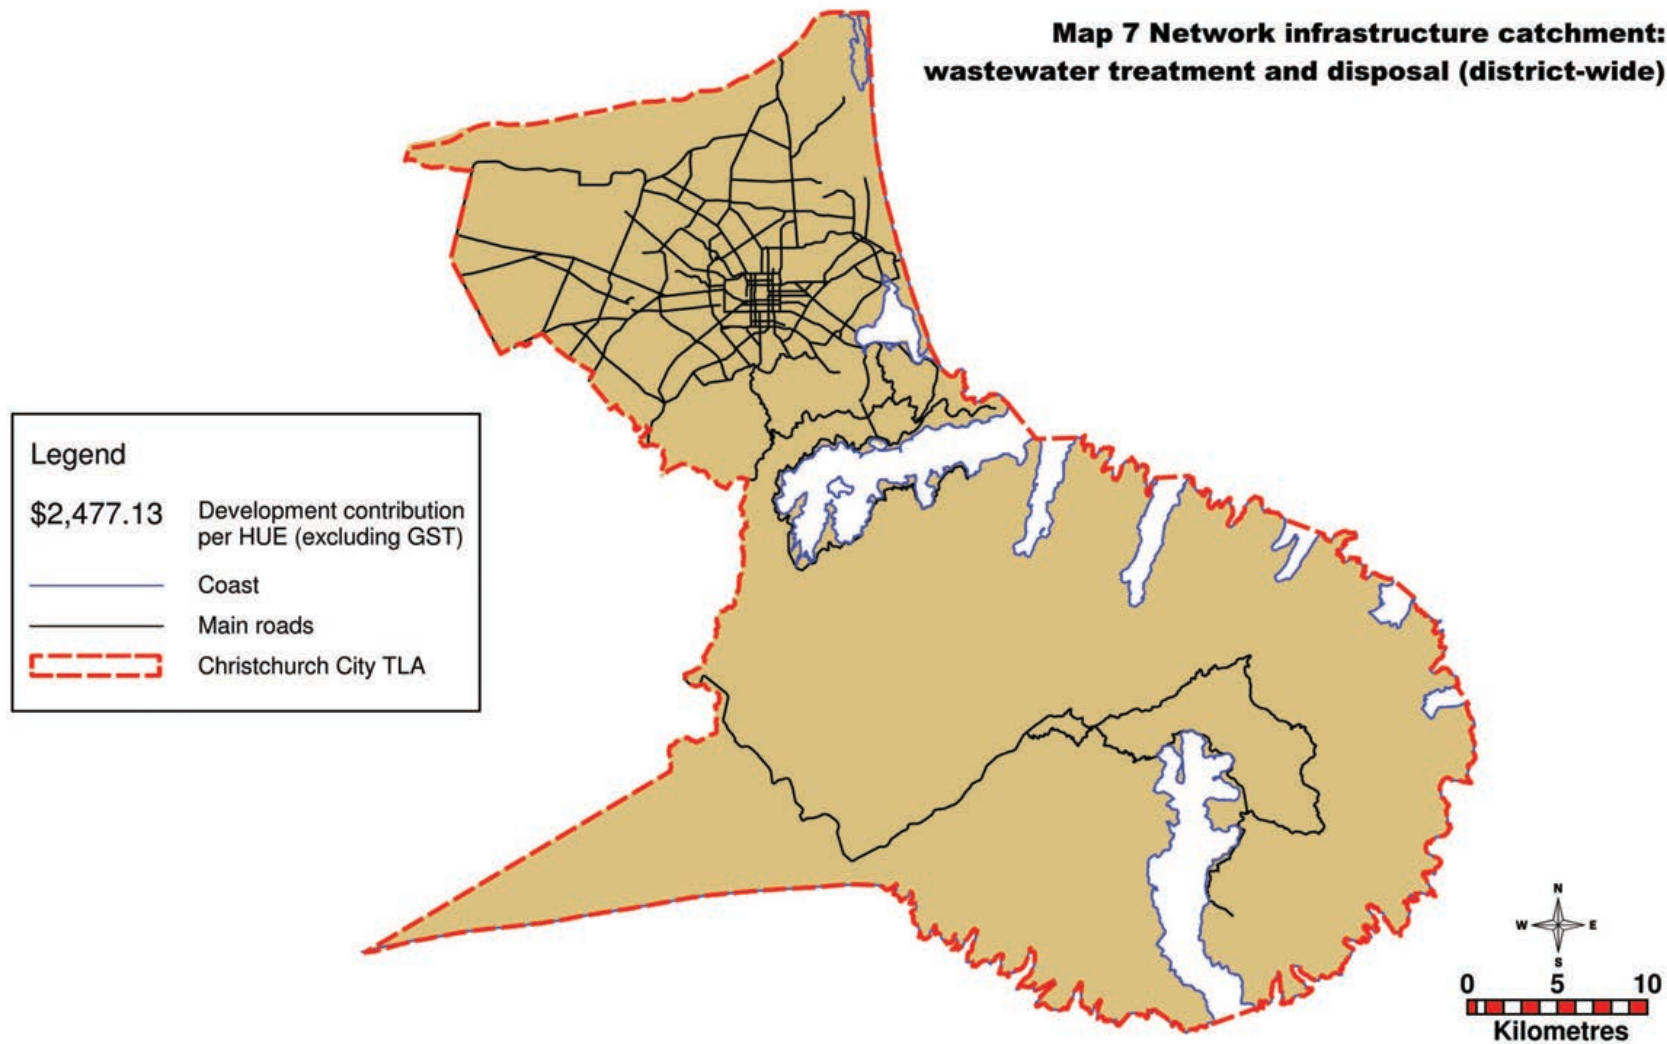 Map 7 Network infrastructure catchment:
wastewater treatment and disposal (district-wide)
Legend
$2,477.13 Development contribution
per HUE (excluding GST)
Coast
Main roads
Christchurch City TLA
N
W E
S
0 5 10
Kilometres